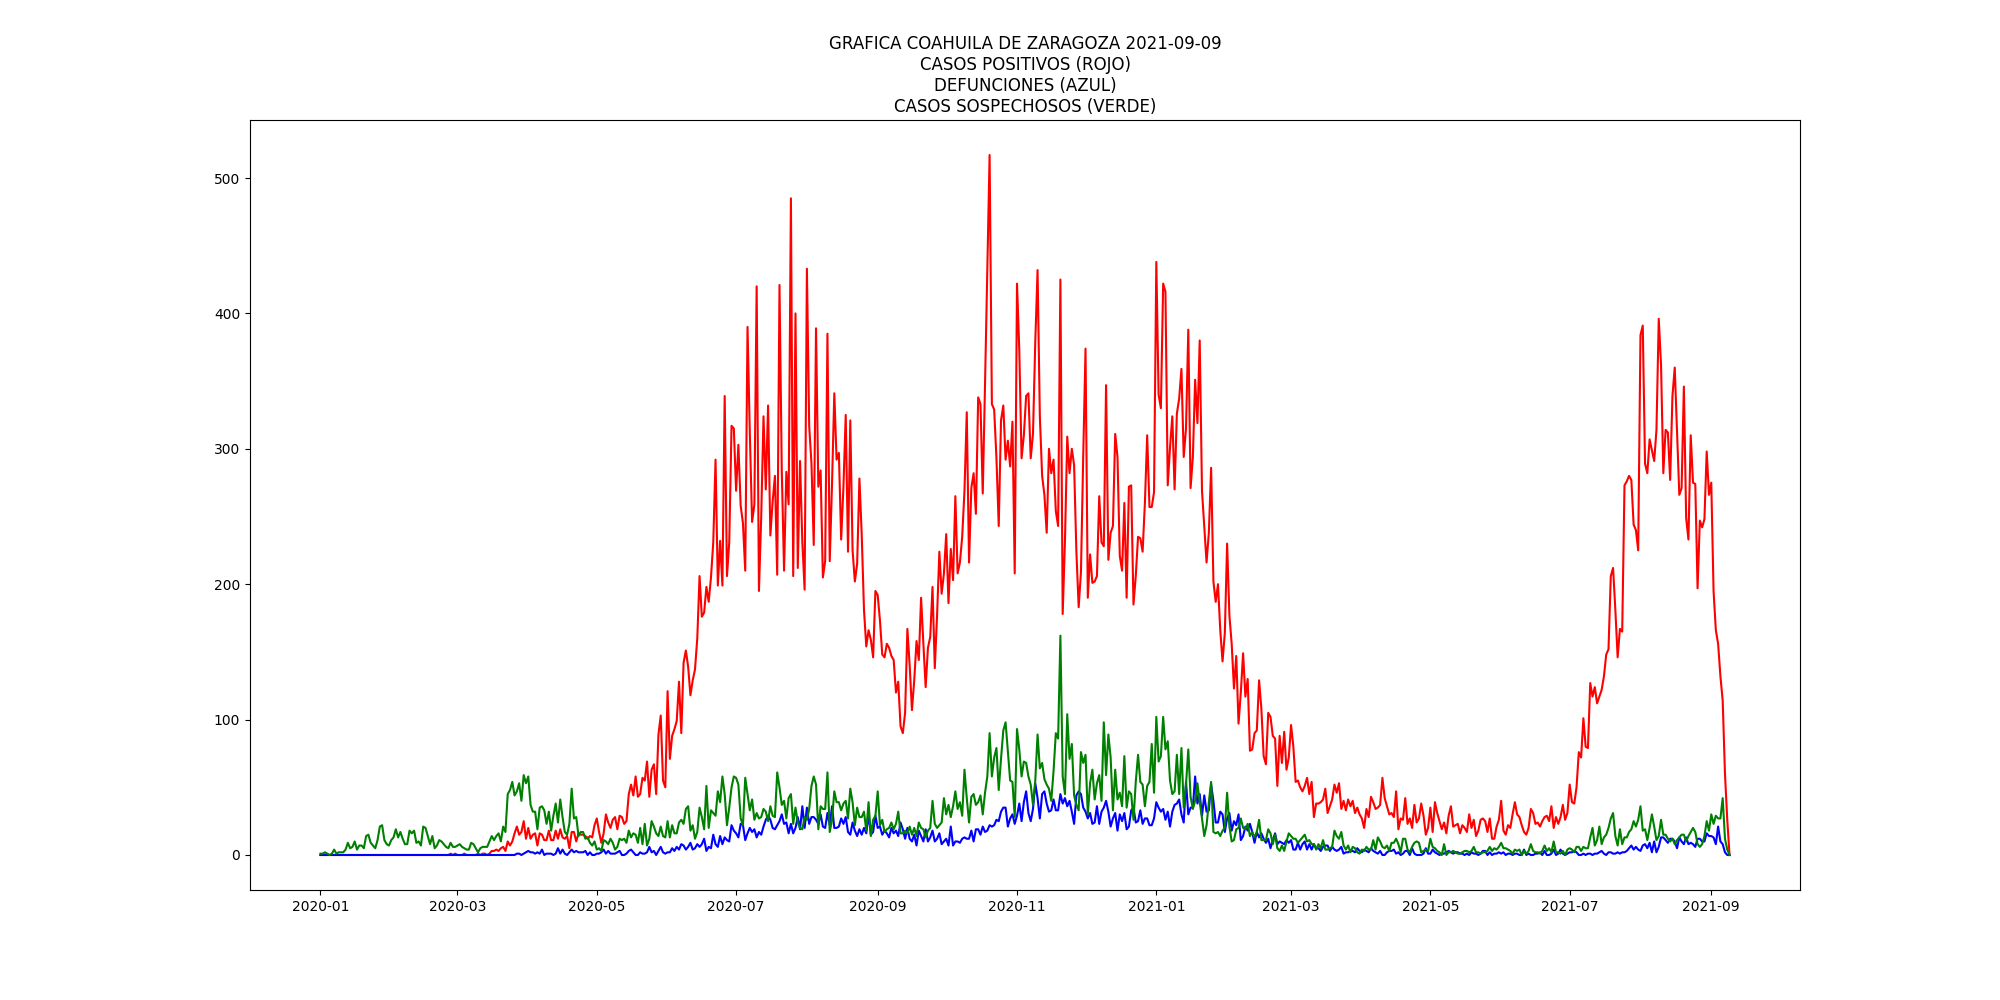 GRAFICA COAHUILA DE ZARAGOZA 2021-09-09
CASOS POSITIVOS (ROJO)
DEFUNCIONES (AZUL)
CASOS SOSPECHOSOS (VERDE)
500
400
300
200
100
0
2020-01 2020-03 2020-05 2020-07 2020-09 2020-11 2021-01 2021-03 2021-05 2021-07 2021-09